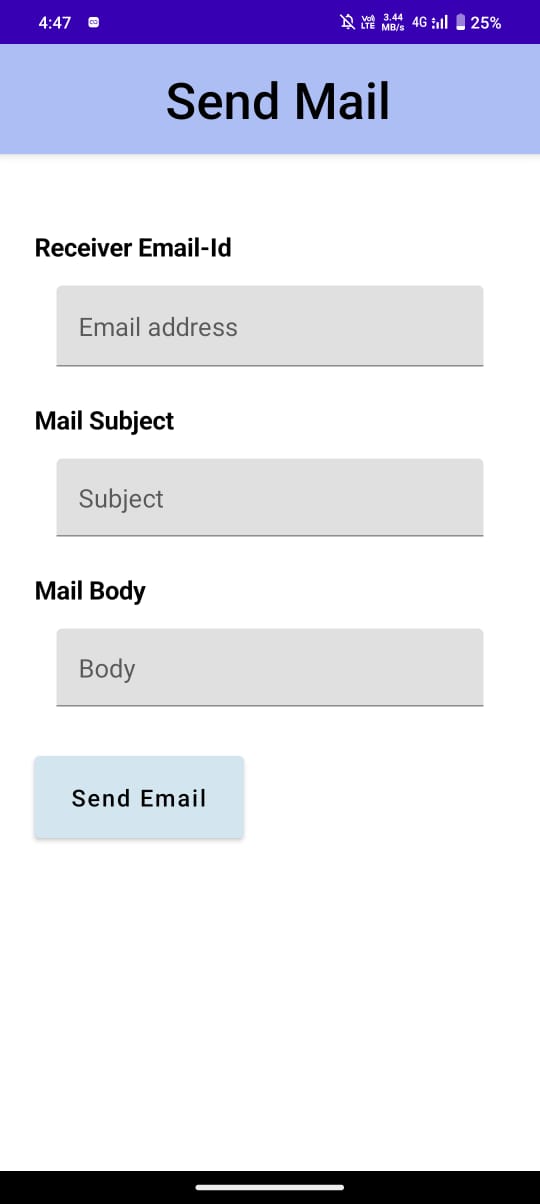 4:47 Vo) LTE 3.44 MB/s 4G 25%
Send Mail
Receiver Email-Id
Email address
Mail Subject
Subject
Mail Body
Body
Send Email